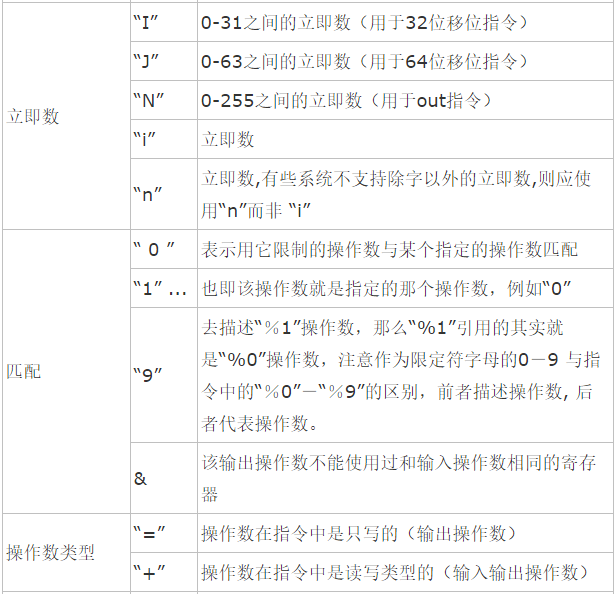 “I” 0-31之间的立即数（用于32位移位指令）
“J” 0-63之间的立即数（用于64位移位指令）
立即数 “N” 0-255之间的立即数（用于out指令）
“i” 立即数
“n” 立即数,有些系统不支持除字以外的立即数,则应使
用“n”而非 “i”
“ 0 ” 表示用它限制的操作数与某个指定的操作数匹配
“1” ... 也即该操作数就是指定的那个操作数，例如“0”
匹配 “9” 去描述“％1”操作数，那么“%1”引用的其实就
是“%0”操作数，注意作为限定符字母的0－9 与指
令中的“％0”－“％9”的区别，前者描述操作数, 后
者代表操作数。
& 该输出操作数不能使用过和输入操作数相同的寄存
器
操作数类型 “=” 操作数在指令中是只写的（输出操作数）
“+” 操作数在指令中是读写类型的（输入输出操作数）